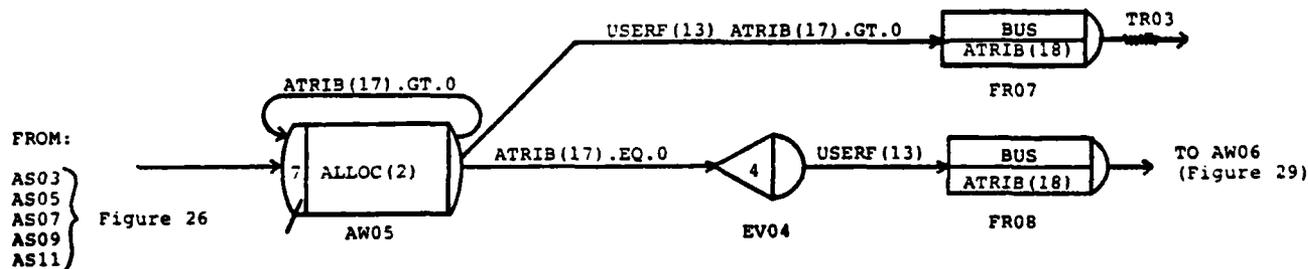 USERF(13) ATRIB(17).GT.0
BUS
ATRIB(18)
TR03
FR07
ATRIB(17).GT.0
FROM:
AS03
AS05
AS07
AS09
AS11
Figure 26
7
ALLOC(2)
AW05
ATRIB(17).EQ.0
4
EV04
USERF(13)
BUS
ATRIB(18)
FR08
TO AW06
(Figure 29)